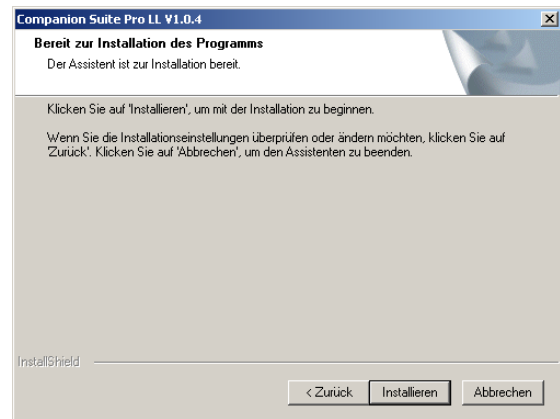 Companion Suite Pro LL V1.0.4
Bereit zur Installation des Programms
Der Assistent ist zur Installation bereit.
Klicken Sie auf 'Installieren', um mit der Installation zu beginnen.
Wenn Sie die Installationseinstellungen überprüfen oder ändern möchten, klicken Sie auf
'Zurück'. Klicken Sie auf 'Abbrechen', um den Assistenten zu beenden.
InstallShield
< Zurück Installieren Abbrechen